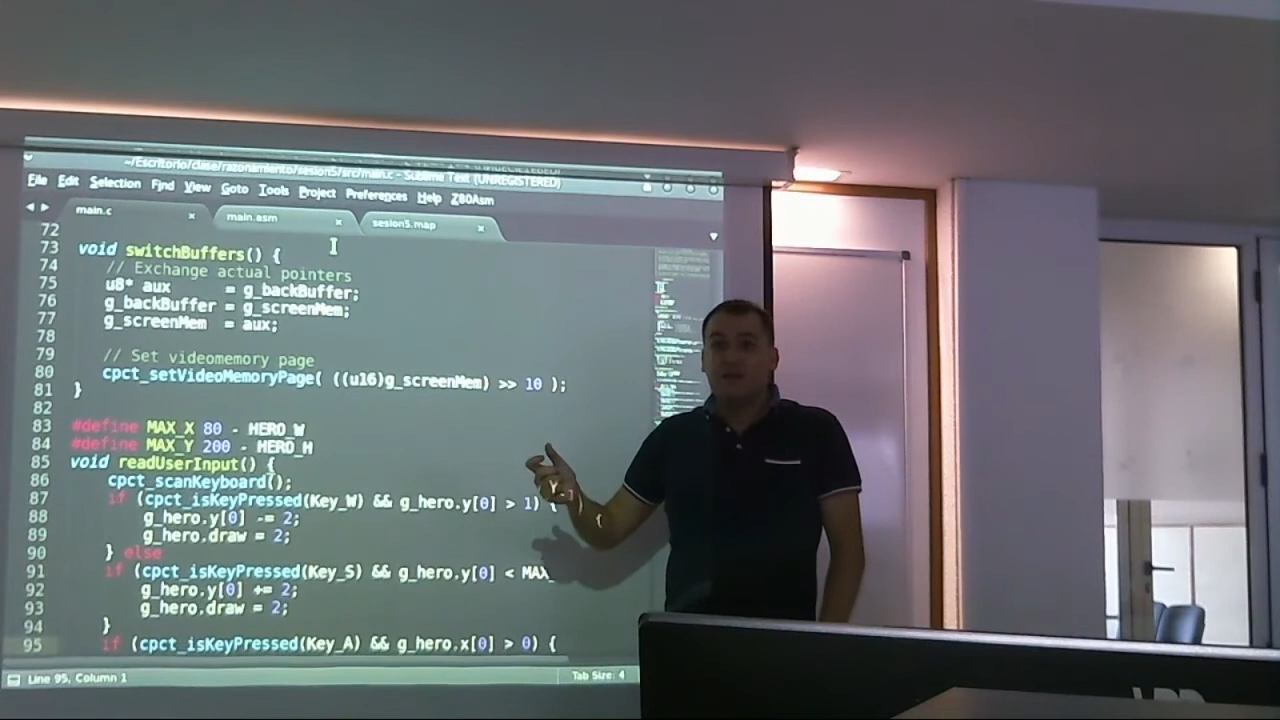 ~/Escritorio/clase/razonamiento/sesion5/src/main.c - Sublime Text (UNREGISTERED)
File Edit Selection Find View Goto Tools Project Preferences Help Z80Asm
main.c × main.asm × sesion5.map ×
72
73 void switchBuffers() {
74 // Exchange actual pointers
75 u8* aux = g_backBuffer;
76 g_backBuffer = g_screenMem;
77 g_screenMem = aux;
78
79 // Set videomemory page
80 cpct_setVideoMemoryPage( ((u16)g_screenMem) >> 10 );
81 }
82
83 #define MAX_X 80 - HERO_W
84 #define MAX_Y 200 - HERO_H
85 void readUserInput() {
86 cpct_scanKeyboard();
87 if (cpct_isKeyPressed(Key_W) && g_hero.y[0] > 1) {
88 g_hero.y[0] -= 2;
89 g_hero.draw = 2;
90 } else
91 if (cpct_isKeyPressed(Key_S) && g_hero.y[0] < MAX_
92 g_hero.y[0] += 2;
93 g_hero.draw = 2;
94 }
95 if (cpct_isKeyPressed(Key_A) && g_hero.x[0] > 0) {
Line 95, Column 1 Tab Size: 4